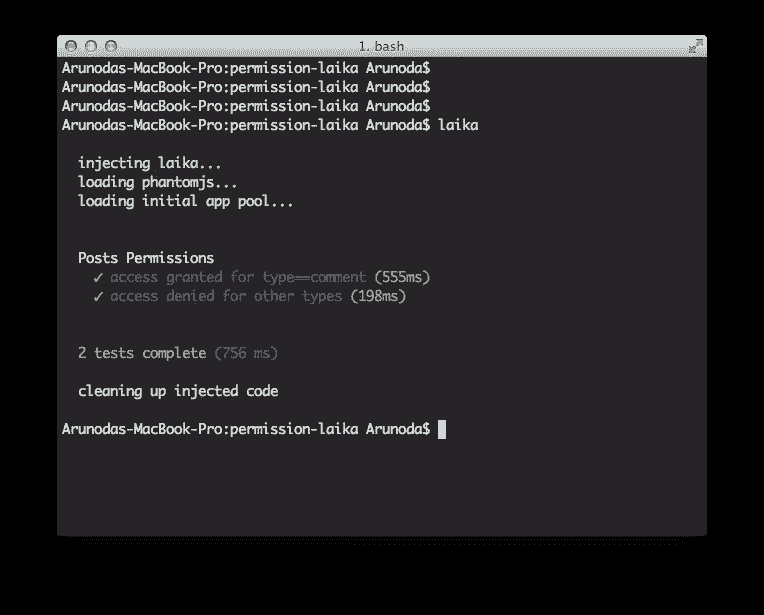 1. bash
Arunodas-MacBook-Pro:permission-laika Arunoda$
Arunodas-MacBook-Pro:permission-laika Arunoda$
Arunodas-MacBook-Pro:permission-laika Arunoda$
Arunodas-MacBook-Pro:permission-laika Arunoda$ laika
injecting laika...
loading phantomjs...
loading initial app pool...
Posts Permissions
✓ access granted for type==comment (555ms)
✓ access denied for other types (198ms)
2 tests complete (756 ms)
cleaning up injected code
Arunodas-MacBook-Pro:permission-laika Arunoda$